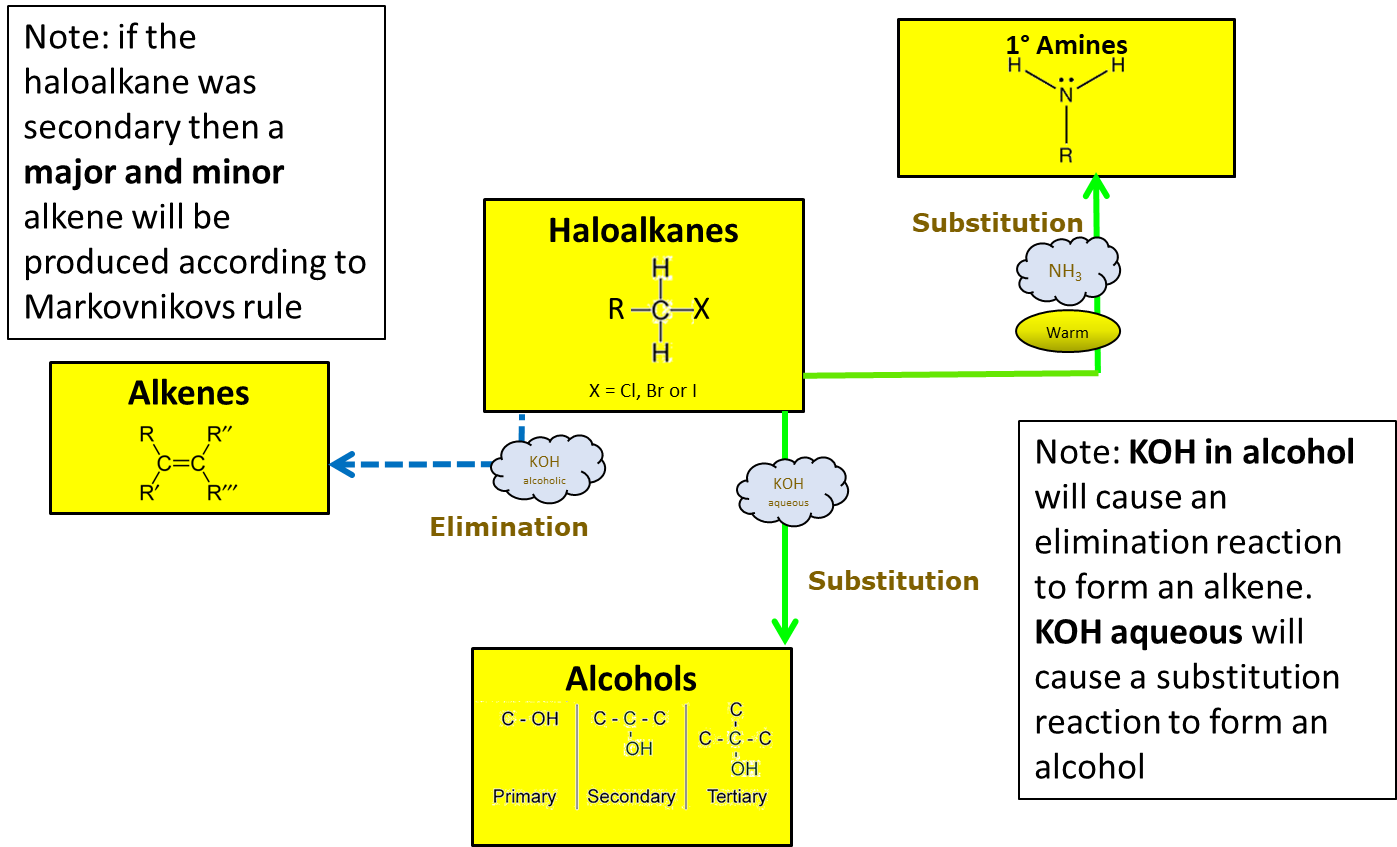 Note: if the
haloalkane was
secondary then a
major and minor
alkene will be
produced according to
Markovnikovs rule
1° Amines
H H
N
R
Substitution
NH₃
Warm
Haloalkanes
H
R C X
H
X = Cl, Br or I
Alkenes
R R″
C=C
R′ R‴
KOH
alcoholic
Elimination
KOH
aqueous
Substitution
Note: KOH in alcohol
will cause an
elimination reaction
to form an alkene.
KOH aqueous will
cause a substitution
reaction to form an
alcohol
Alcohols
C - OH
Primary
C - C - C
OH
Secondary
C
C - C - C
OH
Tertiary